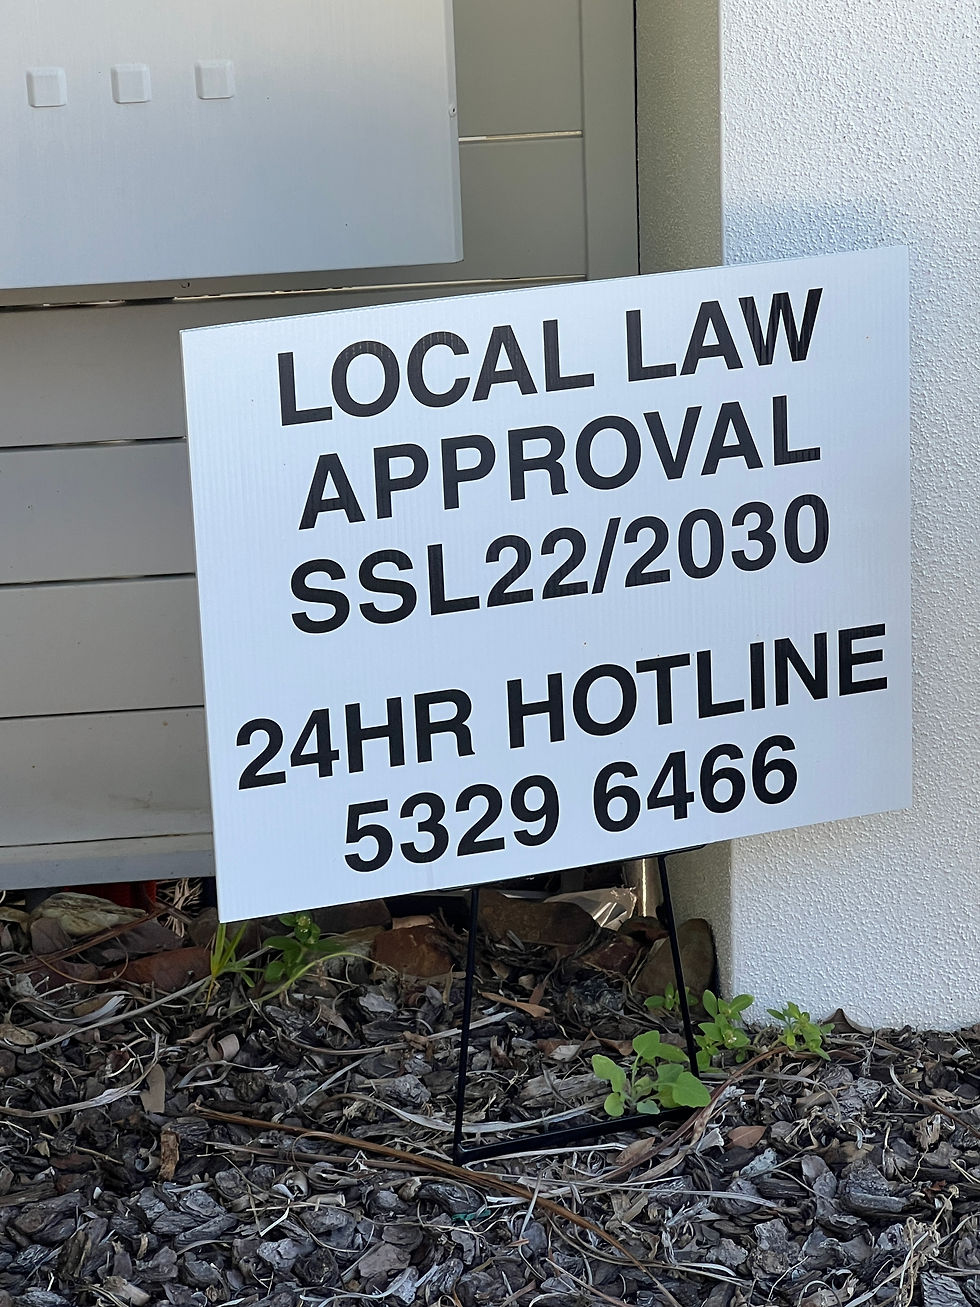 LOCAL LAW
APPROVAL
SSL22/2030
24HR HOTLINE
5329 6466